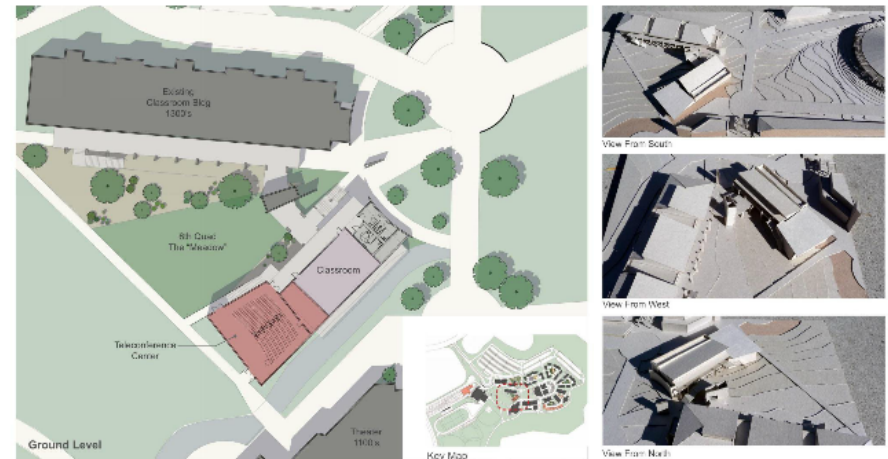 Existing
Classroom Bldg
1300's
6th Quad
The "Meadow"
Classroom
Teleconference
Center
Theater
1100's
Ground Level
Key Map
View From South
View From West
View From North